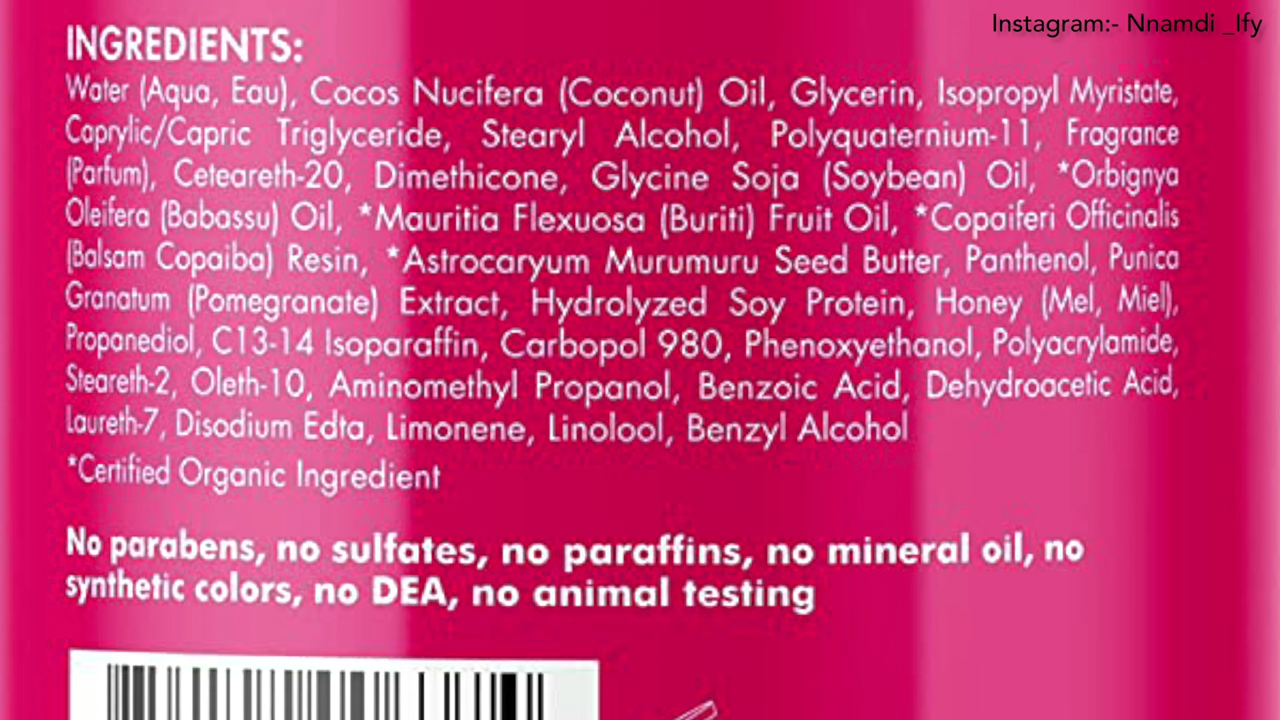 Instagram:- Nnamdi _Ify
INGREDIENTS:
Water (Aqua, Eau), Cocos Nucifera (Coconut) Oil, Glycerin, Isopropyl Myristate,
Caprylic/Capric Triglyceride, Stearyl Alcohol, Polyquaternium-11, Fragrance
(Parfum), Ceteareth-20, Dimethicone, Glycine Soja (Soybean) Oil, *Orbignya
Oleifera (Babassu) Oil, *Mauritia Flexuosa (Buriti) Fruit Oil, *Copaiferi Officinalis
(Balsam Copaiba) Resin, *Astrocaryum Murumuru Seed Butter, Panthenol, Punica
Granatum (Pomegranate) Extract, Hydrolyzed Soy Protein, Honey (Mel, Miel),
Propanediol, C13-14 Isoparaffin, Carbopol 980, Phenoxyethanol, Polyacrylamide,
Steareth-2, Oleth-10, Aminomethyl Propanol, Benzoic Acid, Dehydroacetic Acid,
Laureth-7, Disodium Edta, Limonene, Linolool, Benzyl Alcohol
*Certified Organic Ingredient
No parabens, no sulfates, no paraffins, no mineral oil, no
synthetic colors, no DEA, no animal testing